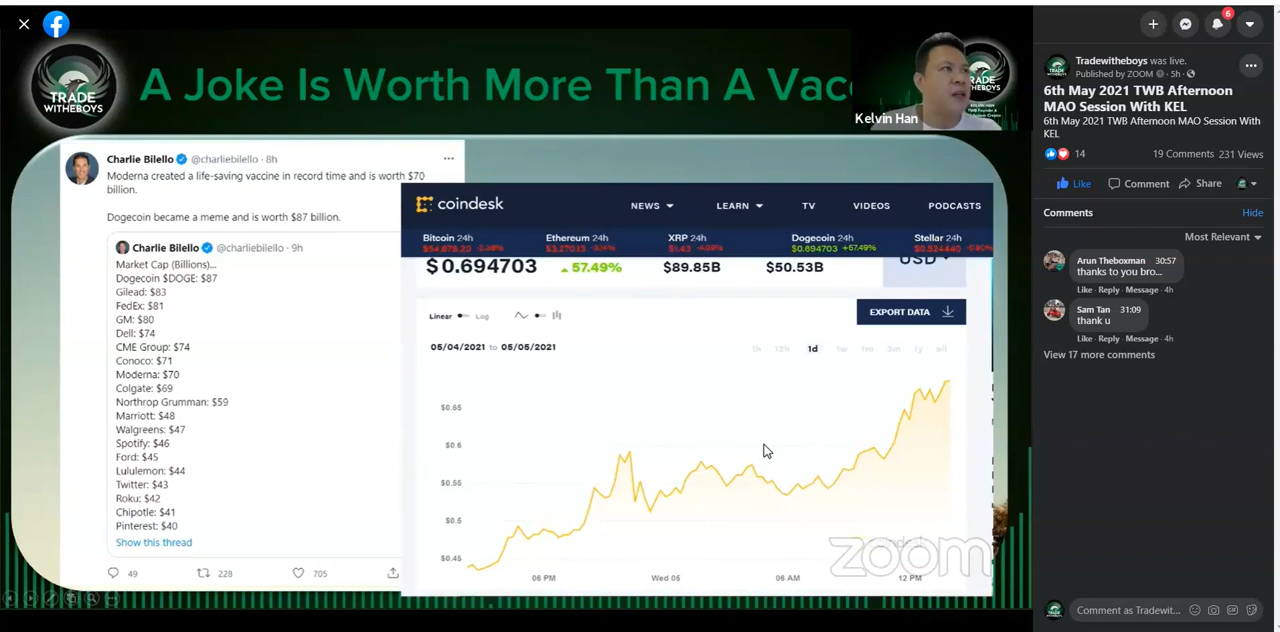 A Joke Is Worth More Than A Vacc
TRADE
WITHEBOYS
Kelvin Han
Charlie Bilello @charliebilello · 8h
Moderna created a life-saving vaccine in record time and is worth $70
billion.
Dogecoin became a meme and is worth $87 billion.
Charlie Bilello @charliebilello · 9h
Market Cap (Billions)...
Dogecoin $DOGE: $87
Gilead: $83
FedEx: $81
GM: $80
Dell: $74
CME Group: $74
Conoco: $71
Moderna: $70
Colgate: $69
Northrop Grumman: $59
Marriott: $48
Walgreens: $47
Spotify: $46
Ford: $45
Lululemon: $44
Twitter: $43
Roku: $42
Chipotle: $41
Pinterest: $40
Show this thread
49 228 705
coindesk
NEWS LEARN TV VIDEOS PODCASTS
Bitcoin 24h Ethereum 24h XRP 24h Dogecoin 24h Stellar 24h
$0.694703 +57.49%
$0.694703 57.49% $89.85B $50.53B USD
Linear Log
EXPORT DATA
05/04/2021 to 05/05/2021
1h 12h 1d 1w 1m 3m 1y all
$0.65
$0.6
$0.55
$0.5
$0.45
06 PM Wed 05 06 AM 12 PM
zoom
6
Tradewitheboys was live.
Published by ZOOM · 5h ·
6th May 2021 TWB Afternoon
MAO Session With KEL
6th May 2021 TWB Afternoon MAO Session With
KEL
14 19 Comments 231 Views
Like Comment Share
Comments Hide
Most Relevant
Arun Theboxman 30:57
thanks to you bro...
Like · Reply · Message · 4h
Sam Tan 31:09
thank u
Like · Reply · Message · 4h
View 17 more comments
Comment as Tradewit...